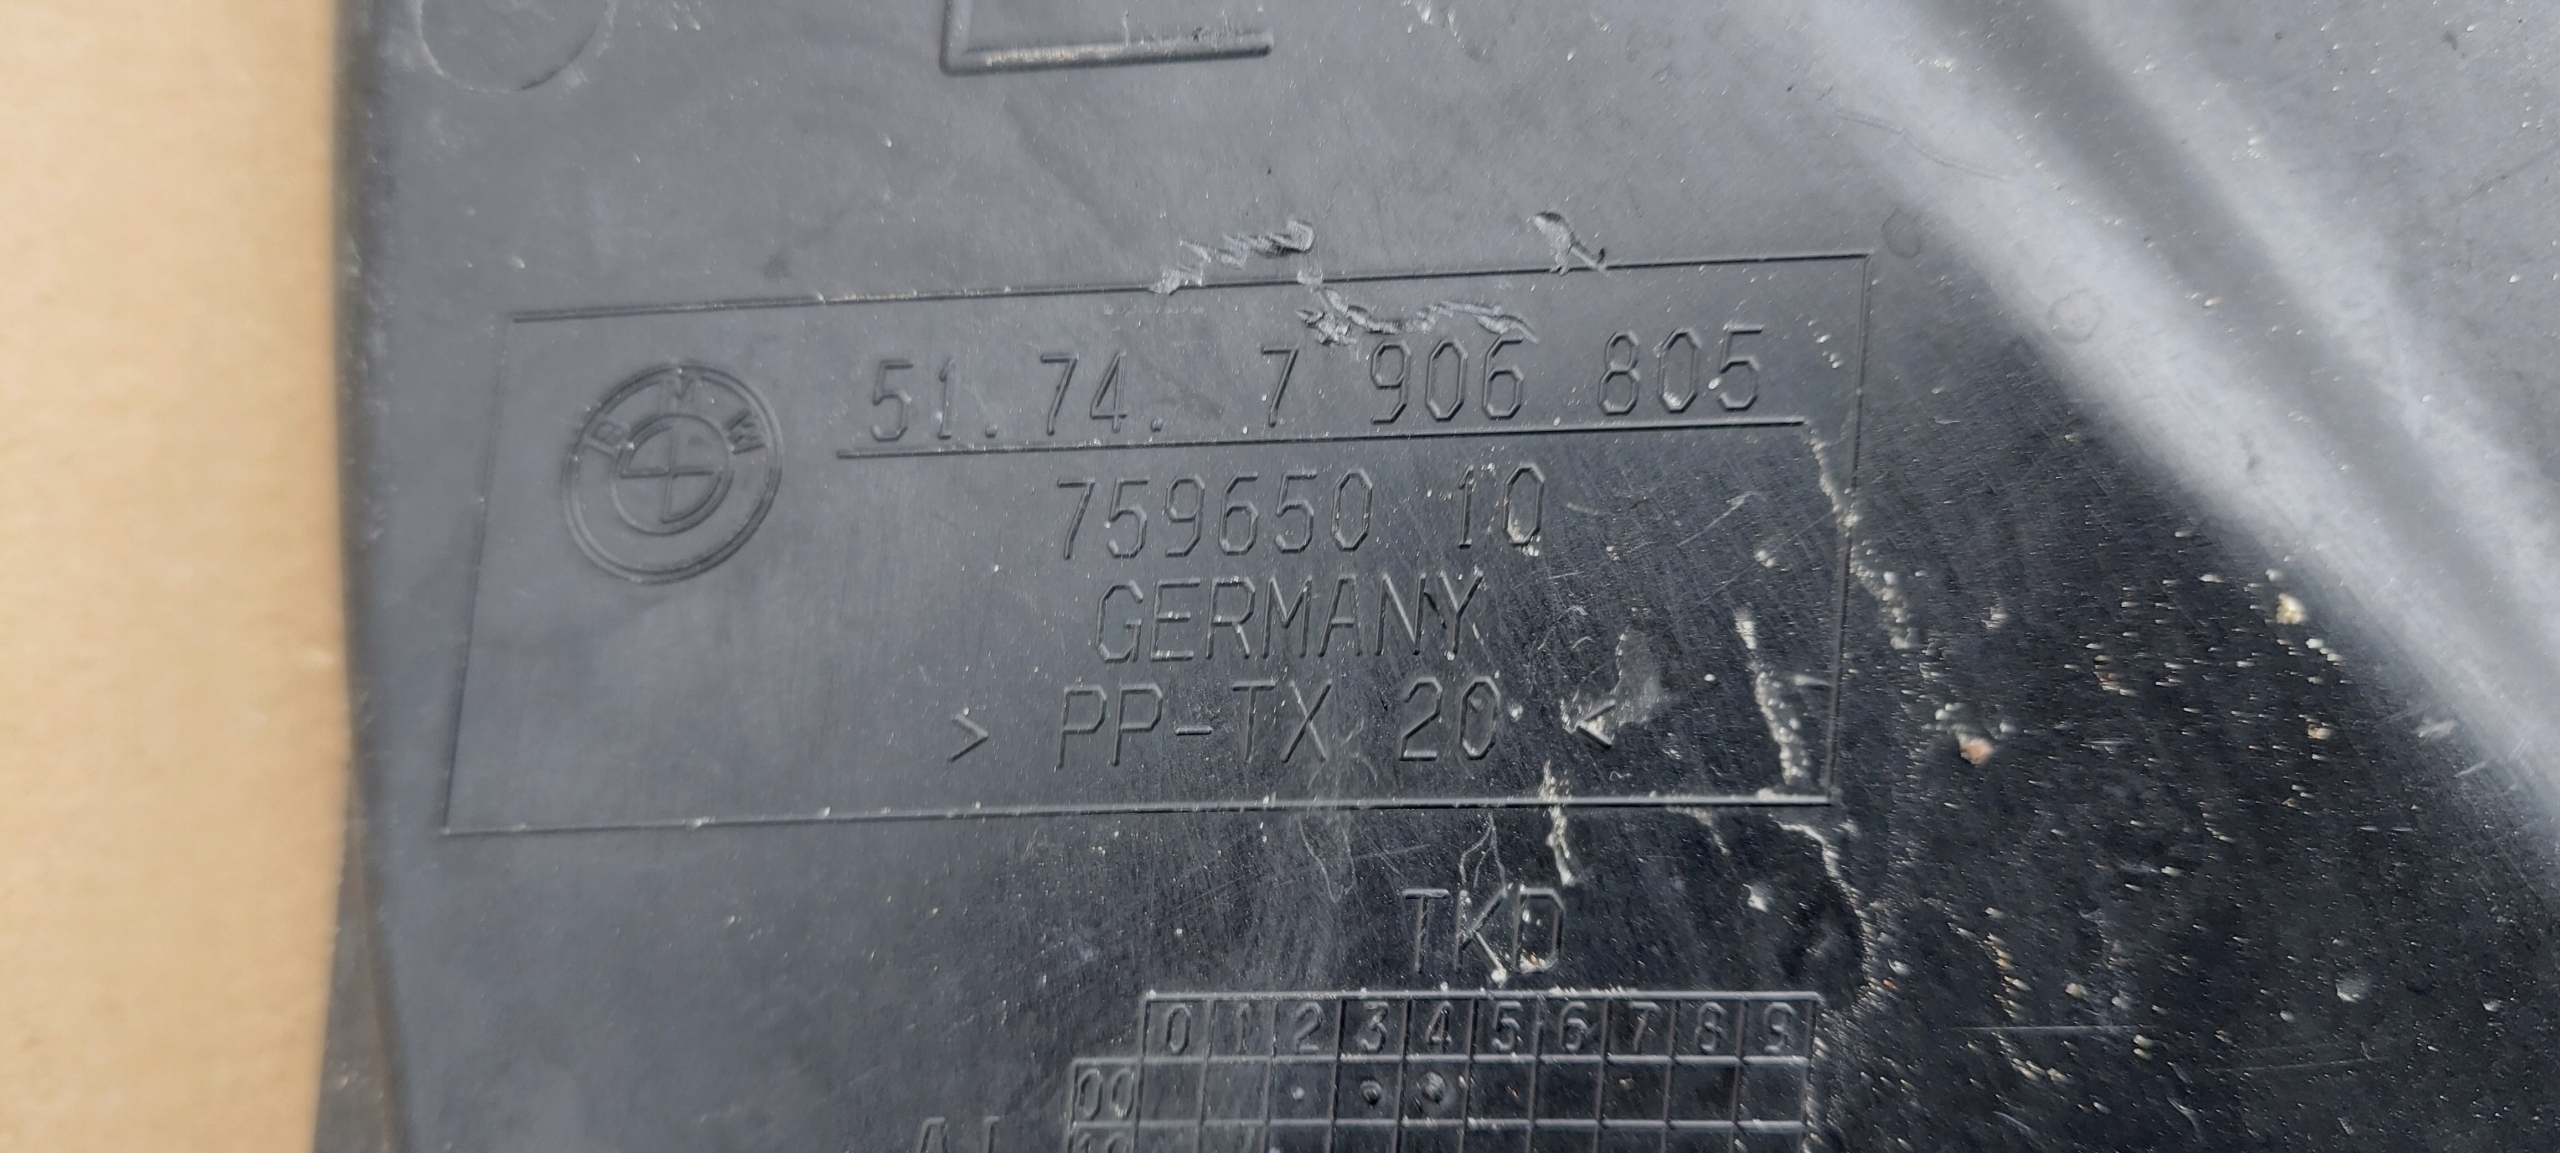 BMW
51. 74. 7 906 805
759650 10
GERMANY
> PP-TX 20 <
TKD
0 1 2 3 4 5 6 7 8 9
00